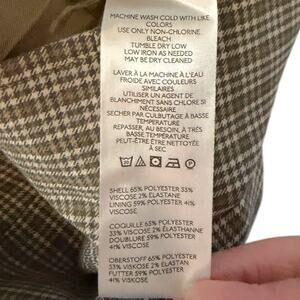 MACHINE WASH COLD WITH LIKE
COLORS
USE ONLY NON-CHLORINE
BLEACH
TUMBLE DRY LOW
LOW IRON AS NEEDED
MAY BE DRY CLEANED
LAVER À LA MACHINE À L'EAU
FROIDE AVEC COULEURS
SIMILAIRES
UTILISER UN AGENT DE
BLANCHIMENT SANS CHLORE SI
NÉCESSAIRE
SECHER PAR CULBUTAGE À BASSE
TEMPÉRATURE
REPASSER, AU BESOIN, À TRÈS
BASSE TEMPÉRATURE
PEUT-ÊTRE ÊTRE NETTOYÉE
À SEC
SHELL 65% POLYESTER 33%
VISCOSE 2% ELASTANE
LINING 59% POLYESTER 41%
VISCOSE
COQUILLE 65% POLYESTER
33% VISCOSE 2% ÉLASTHANNE
DOUBLURE 59% POLYESTER
41% VISCOSE
OBERSTOFF 65% POLYESTER
33%VISKOSE 2% ELASTAN
FUTTER 59% POLYESTER 41%
VISKOSE